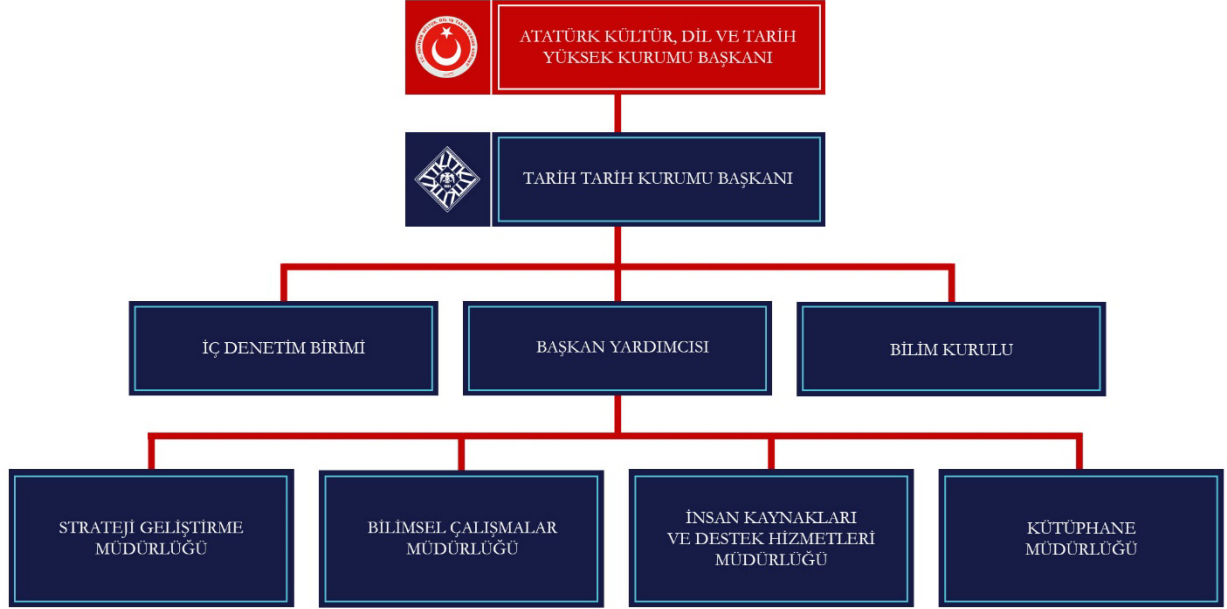 ATATÜRK KÜLTÜR, DİL VE TARİH
YÜKSEK KURUMU BAŞKANI
TARİH TARİH KURUMU BAŞKANI
İÇ DENETİM BİRİMİ
BAŞKAN YARDIMCISI
BİLİM KURULU
STRATEJİ GELİŞTİRME
MÜDÜRLÜĞÜ
BİLİMSEL ÇALIŞMALAR
MÜDÜRLÜĞÜ
İNSAN KAYNAKLARI
VE DESTEK HİZMETLERİ
MÜDÜRLÜĞÜ
KÜTÜPHANE
MÜDÜRLÜĞÜ